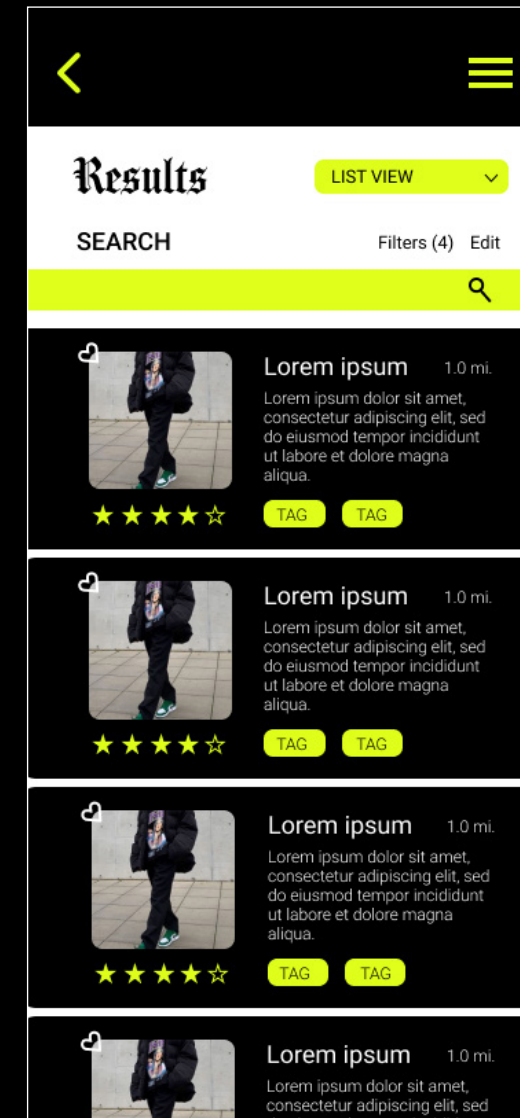 Results
LIST VIEW
SEARCH
Filters (4) Edit
Lorem ipsum 1.0 mi.
Lorem ipsum dolor sit amet,
consectetur adipiscing elit, sed
do eiusmod tempor incididunt
ut labore et dolore magna
aliqua.
TAG TAG
Lorem ipsum 1.0 mi.
Lorem ipsum dolor sit amet,
consectetur adipiscing elit, sed
do eiusmod tempor incididunt
ut labore et dolore magna
aliqua.
TAG TAG
Lorem ipsum 1.0 mi.
Lorem ipsum dolor sit amet,
consectetur adipiscing elit, sed
do eiusmod tempor incididunt
ut labore et dolore magna
aliqua.
TAG TAG
Lorem ipsum 1.0 mi.
Lorem ipsum dolor sit amet,
consectetur adipiscing elit, sed